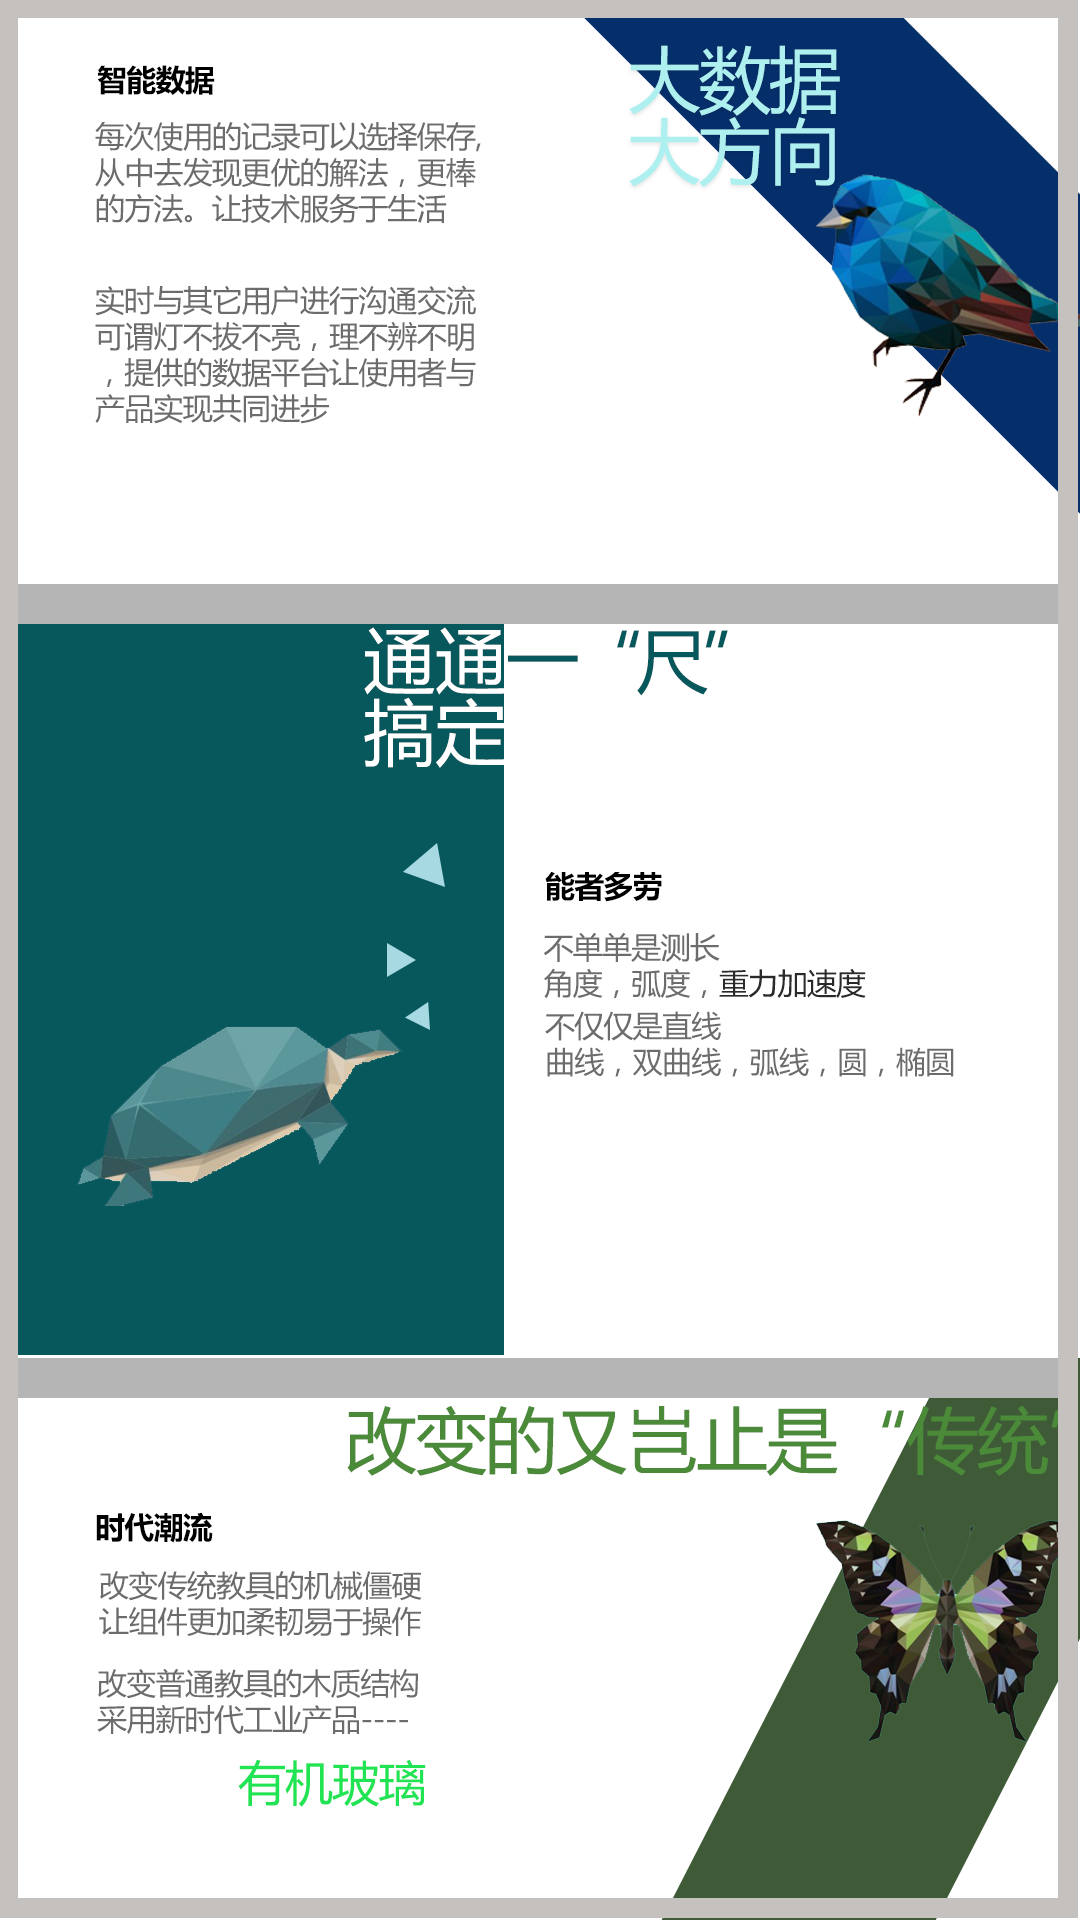 大数据
大方向
智能数据
每次使用的记录可以选择保存,
从中去发现更优的解法，更棒
的方法。让技术服务于生活
实时与其它用户进行沟通交流
可谓灯不拔不亮，理不辨不明
，提供的数据平台让使用者与
产品实现共同进步
通通一“尺”
搞定
能者多劳
不单单是测长
角度，弧度，重力加速度
不仅仅是直线
曲线，双曲线，弧线，圆，椭圆
改变的又岂止是“传统”
时代潮流
改变传统教具的机械僵硬
让组件更加柔韧易于操作
改变普通教具的木质结构
采用新时代工业产品----
有机玻璃